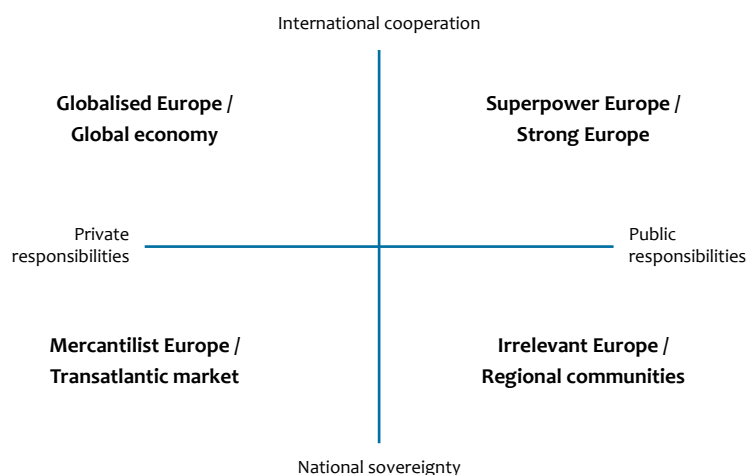 International cooperation
Globalised Europe /
Global economy
Superpower Europe /
Strong Europe
Private
responsibilities
Public
responsibilities
Mercantilist Europe /
Transatlantic market
Irrelevant Europe /
Regional communities
National sovereignty